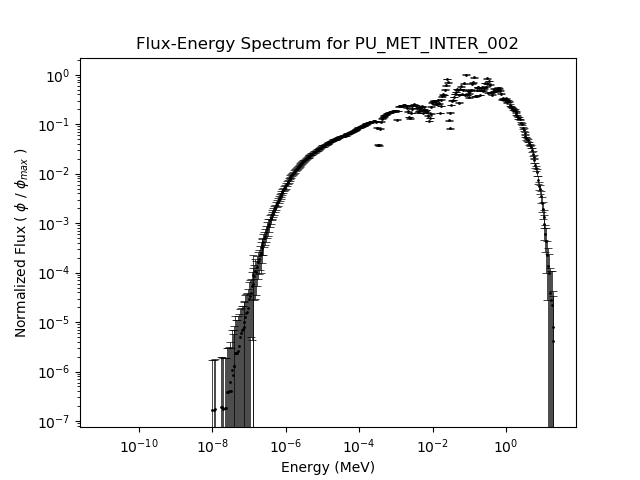 Flux-Energy Spectrum for PU_MET_INTER_002
10⁰
10⁻¹
10⁻²
10⁻³
10⁻⁴
10⁻⁵
10⁻⁶
10⁻⁷
Normalized Flux ( ϕ / ϕₘₐₓ )
10⁻¹⁰ 10⁻⁸ 10⁻⁶ 10⁻⁴ 10⁻² 10⁰
Energy (MeV)